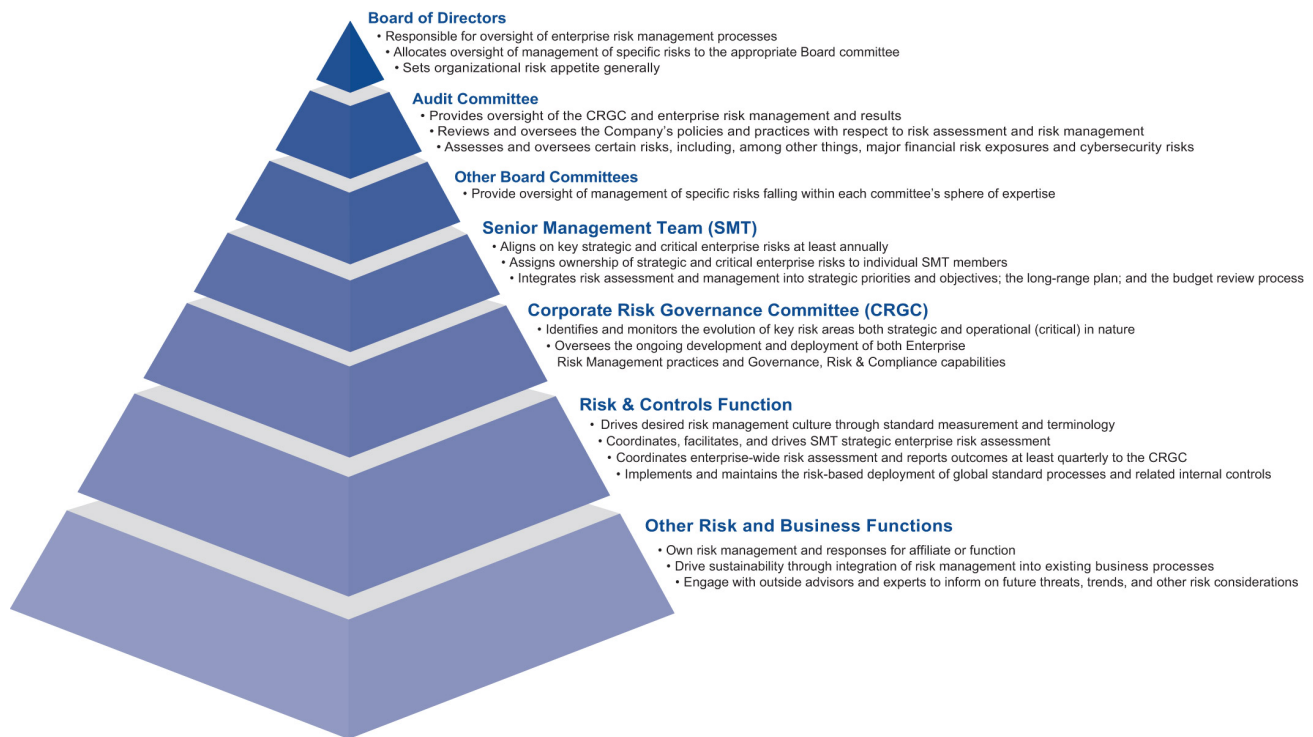 Board of Directors
• Responsible for oversight of enterprise risk management processes
• Allocates oversight of management of specific risks to the appropriate Board committee
• Sets organizational risk appetite generally
Audit Committee
• Provides oversight of the CRGC and enterprise risk management and results
• Reviews and oversees the Company’s policies and practices with respect to risk assessment and risk management
• Assesses and oversees certain risks, including, among other things, major financial risk exposures and cybersecurity risks
Other Board Committees
• Provide oversight of management of specific risks falling within each committee’s sphere of expertise
Senior Management Team (SMT)
• Aligns on key strategic and critical enterprise risks at least annually
• Assigns ownership of strategic and critical enterprise risks to individual SMT members
• Integrates risk assessment and management into strategic priorities and objectives; the long-range plan; and the budget review process
Corporate Risk Governance Committee (CRGC)
• Identifies and monitors the evolution of key risk areas both strategic and operational (critical) in nature
• Oversees the ongoing development and deployment of both Enterprise
Risk Management practices and Governance, Risk & Compliance capabilities
Risk & Controls Function
• Drives desired risk management culture through standard measurement and terminology
• Coordinates, facilitates, and drives SMT strategic enterprise risk assessment
• Coordinates enterprise-wide risk assessment and reports outcomes at least quarterly to the CRGC
• Implements and maintains the risk-based deployment of global standard processes and related internal controls
Other Risk and Business Functions
• Own risk management and responses for affiliate or function
• Drive sustainability through integration of risk management into existing business processes
• Engage with outside advisors and experts to inform on future threats, trends, and other risk considerations